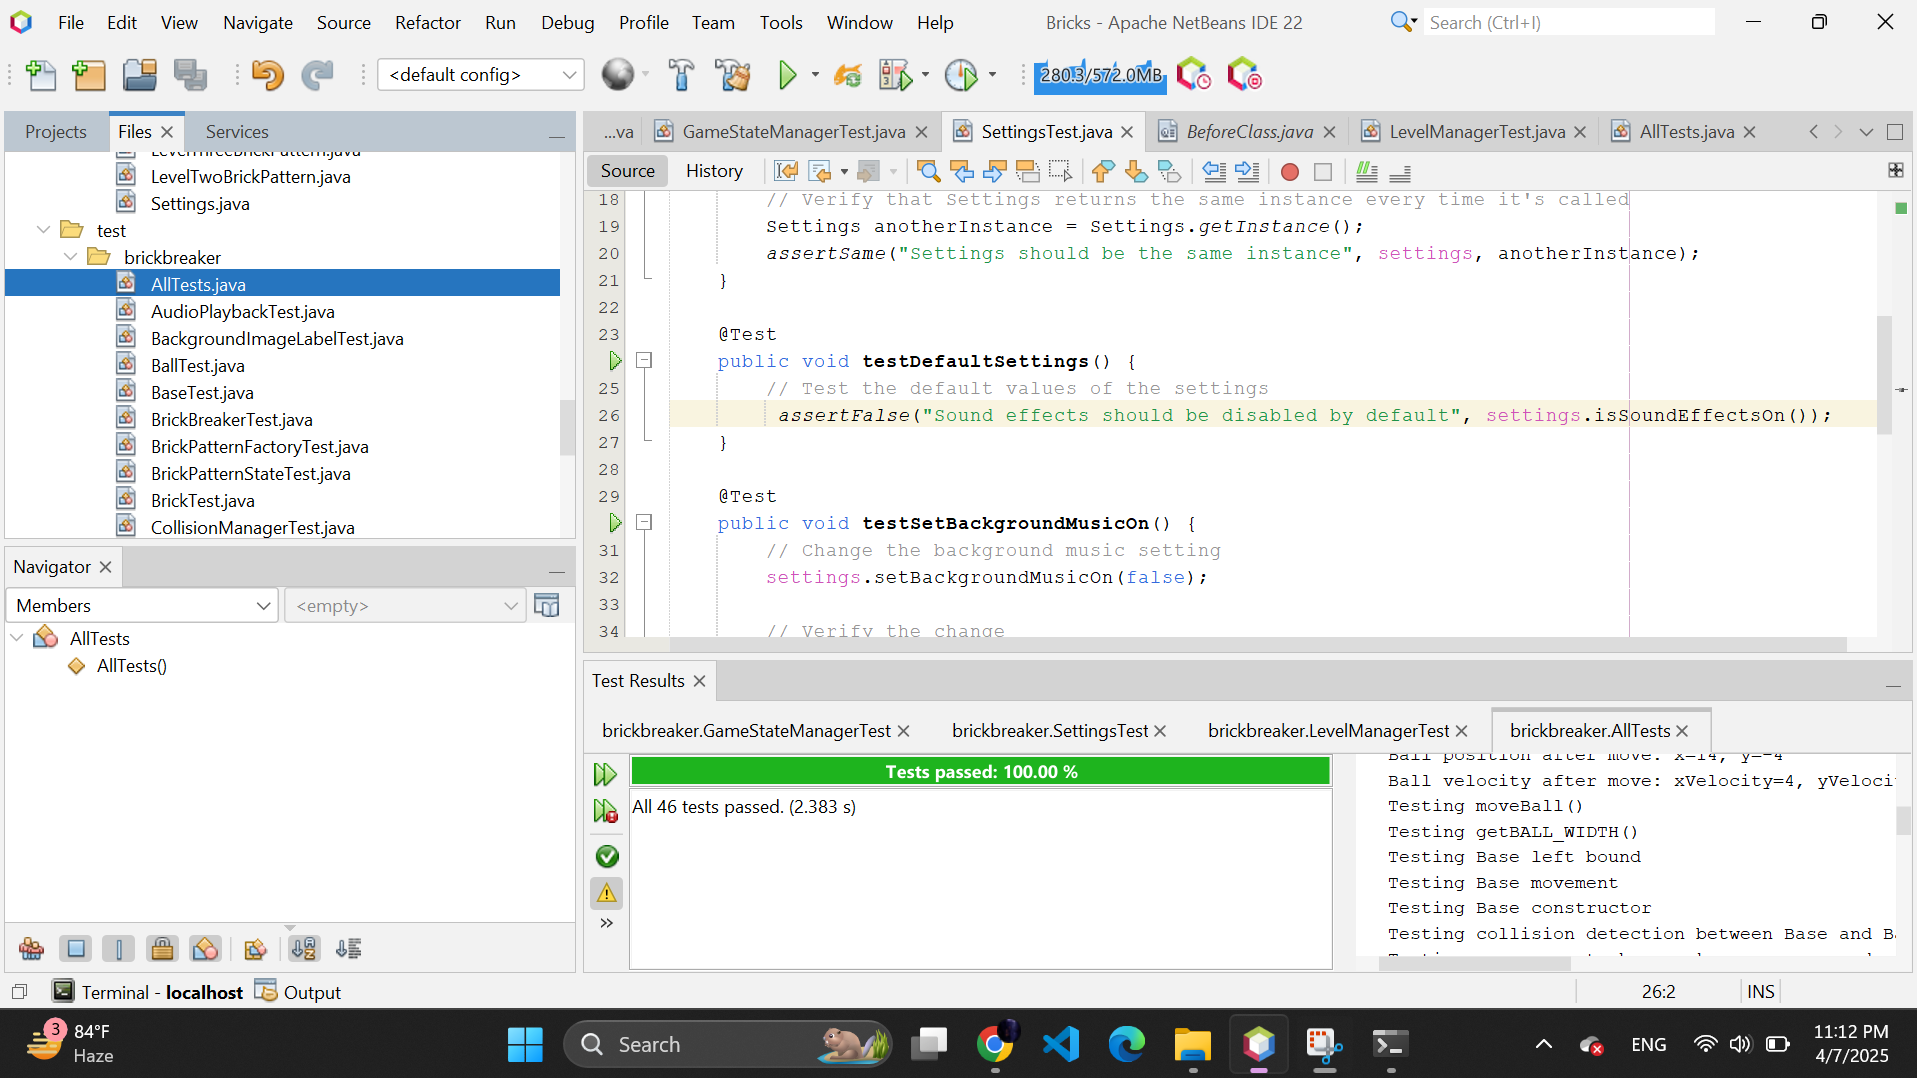 File Edit View Navigate Source Refactor Run Debug Profile Team Tools Window Help
Bricks - Apache NetBeans IDE 22
Search (Ctrl+I)
<default config>
280.3/572.0MB
Projects Files Services
LevelThreeBrickPattern.java
LevelTwoBrickPattern.java
Settings.java
test
brickbreaker
AllTests.java
AudioPlaybackTest.java
BackgroundImageLabelTest.java
BallTest.java
BaseTest.java
BrickBreakerTest.java
BrickPatternFactoryTest.java
BrickPatternStateTest.java
BrickTest.java
CollisionManagerTest.java
Navigator
Members <empty>
AllTests
AllTests()
...va GameStateManagerTest.java SettingsTest.java BeforeClass.java LevelManagerTest.java AllTests.java
Source History
18 // Verify that Settings returns the same instance every time it's called
19 Settings anotherInstance = Settings.getInstance();
20 assertSame("Settings should be the same instance", settings, anotherInstance);
21 }
22
23 @Test
public void testDefaultSettings() {
25 // Test the default values of the settings
26 assertFalse("Sound effects should be disabled by default", settings.isSoundEffectsOn());
27 }
28
29 @Test
public void testSetBackgroundMusicOn() {
31 // Change the background music setting
32 settings.setBackgroundMusicOn(false);
33
34 // Verify the change
Test Results
brickbreaker.GameStateManagerTest brickbreaker.SettingsTest brickbreaker.LevelManagerTest brickbreaker.AllTests
Tests passed: 100.00 %
All 46 tests passed. (2.383 s)
Ball position after move: x=14, y=-4
Ball velocity after move: xVelocity=4, yVeloci
Testing moveBall()
Testing getBALL_WIDTH()
Testing Base left bound
Testing Base movement
Testing Base constructor
Testing collision detection between Base and Ba
Terminal - localhost Output
26:2 INS
3
84°F
Haze
Search
ENG
11:12 PM
4/7/2025